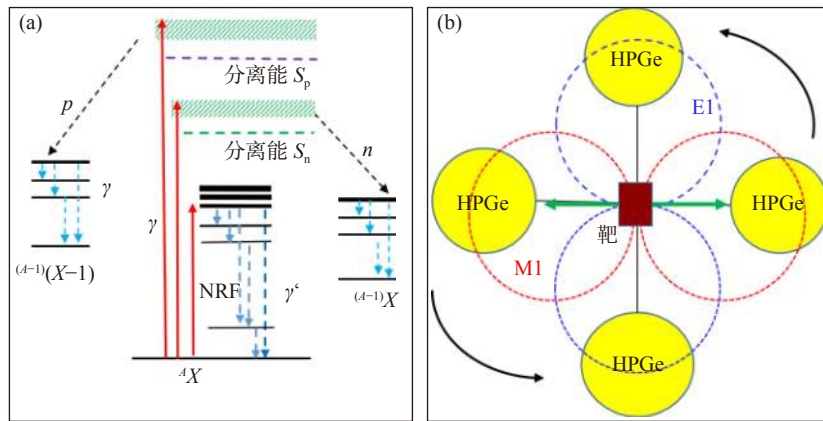 (a)
分离能 Sp
p
分离能 Sn
n
γ
γ
(A−1)(X−1)
NRF
γ‘
(A−1)X
AX
(b)
HPGe
E1
HPGe
HPGe
靶
M1
HPGe